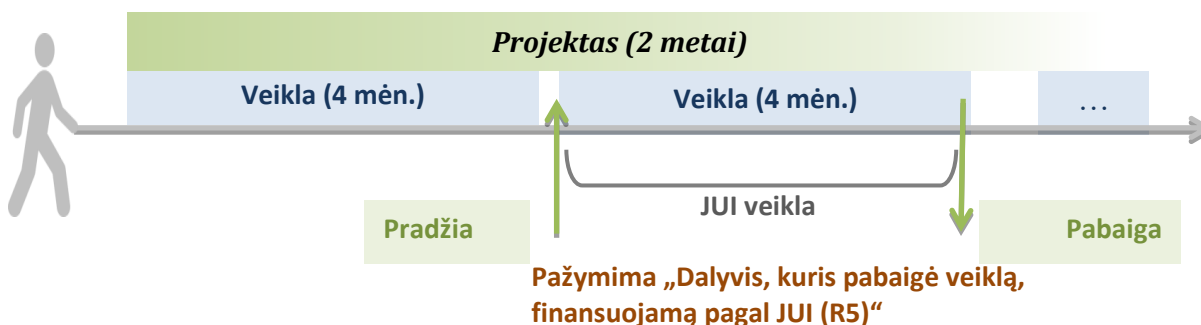 Projektas (2 metai)
Veikla (4 mėn.)
Veikla (4 mėn.)
...
JUI veikla
Pradžia
Pabaiga
Pažymima „Dalyvis, kuris pabaigė veiklą,
finansuojamą pagal JUI (R5)“